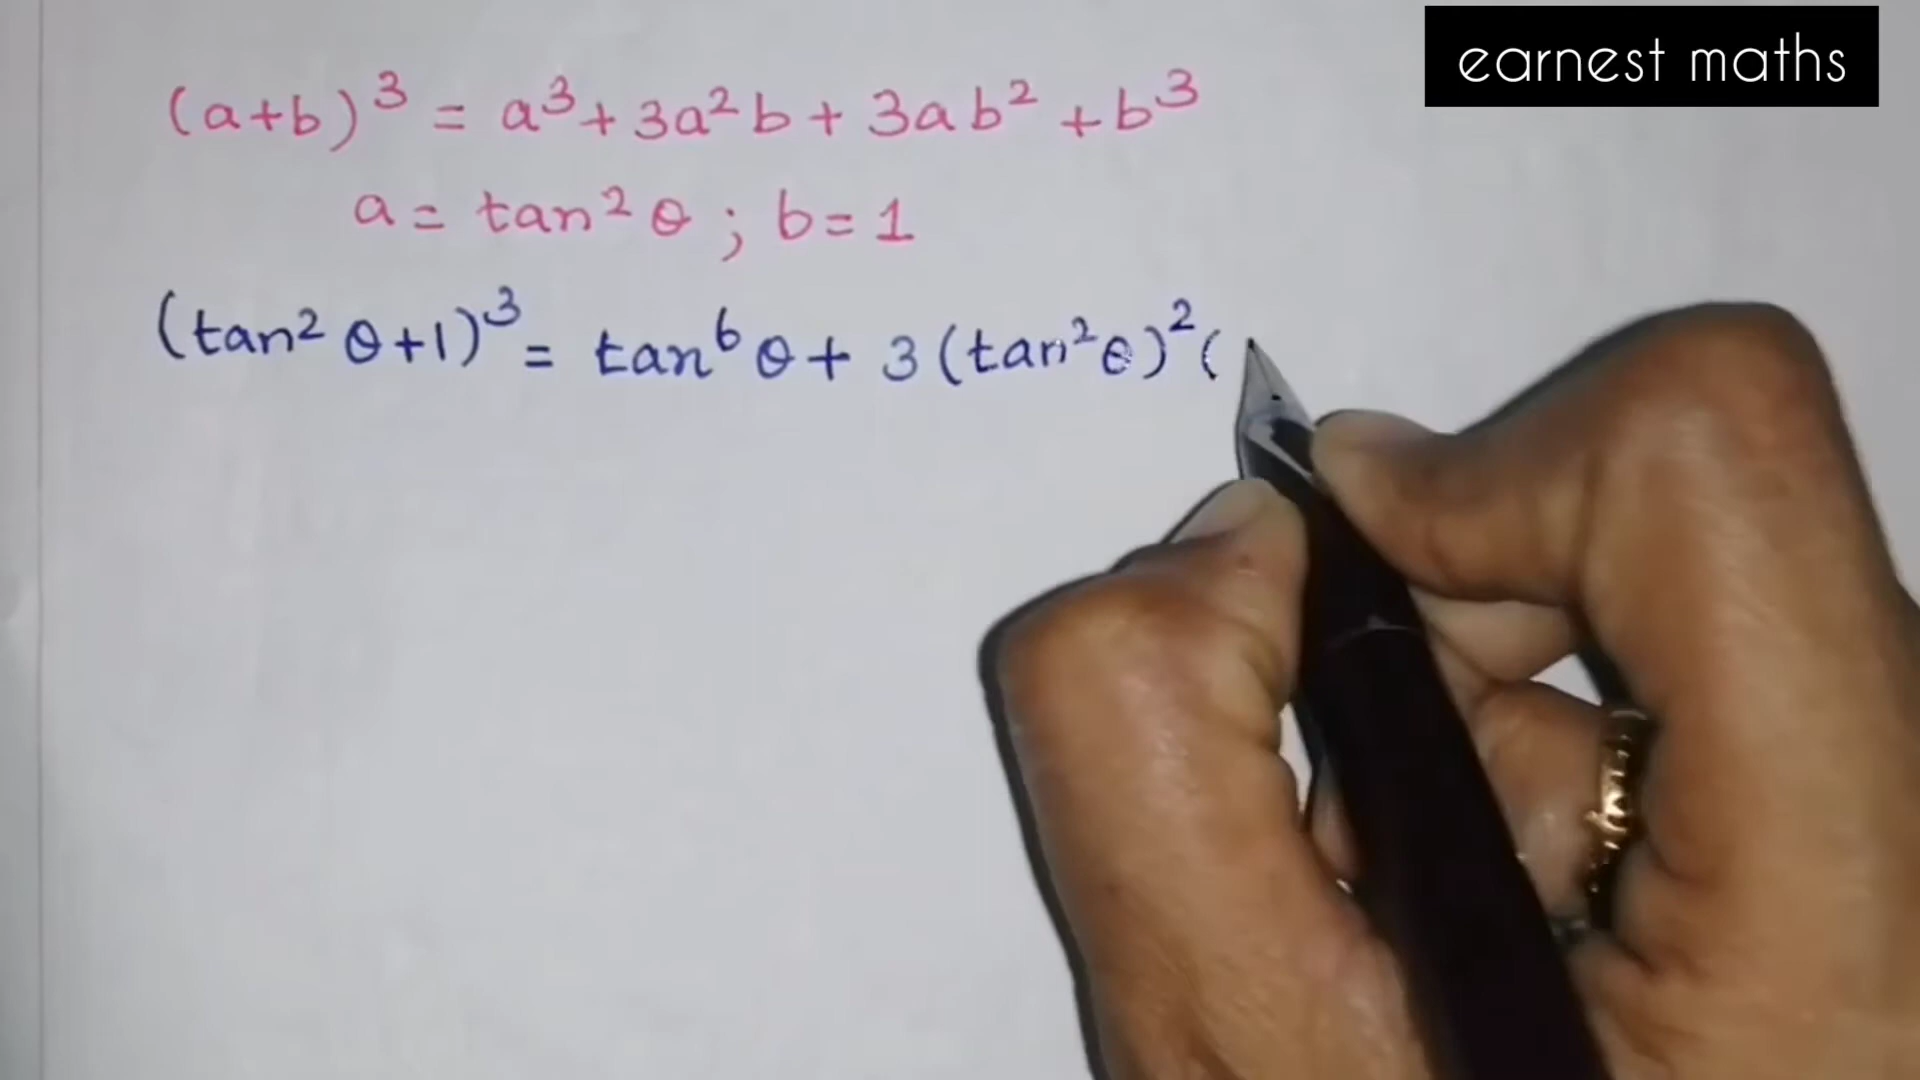 earnest maths
(a+b)³ = a³+3a²b+3ab²+b³
a = tan²θ ; b=1
(tan²θ+1)³ = tan⁶θ + 3(tan²θ)²(